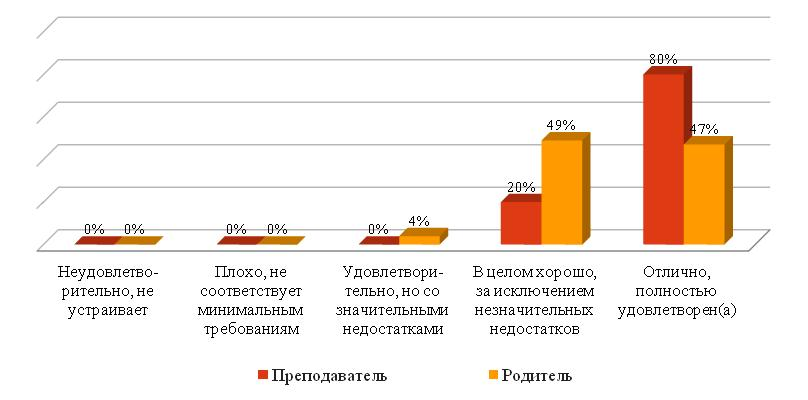 80%
49%
47%
20%
0%
0%
0%
0%
0%
4%
Неудовлетво-
рительно, не
устраивает
Плохо, не
соответствует
минимальным
требованиям
Удовлетвори-
тельно, но со
значительными
недостатками
В целом хорошо,
за исключением
незначительных
недостатков
Отлично,
полностью
удовлетворен(а)
Преподаватель
Родитель